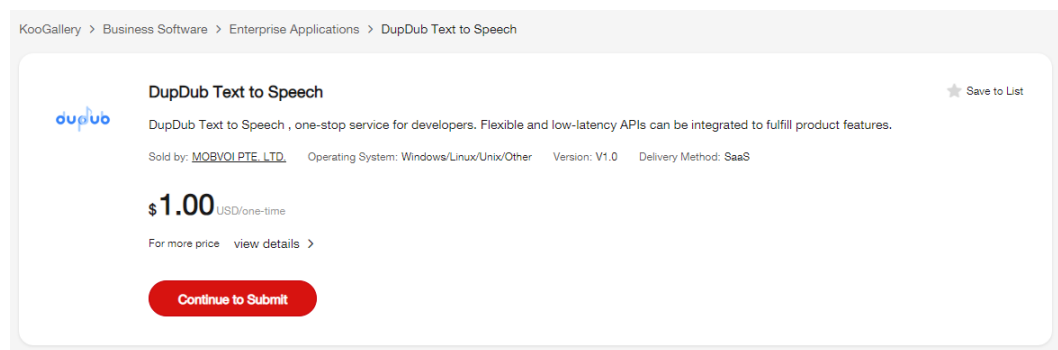 KooGallery > Business Software > Enterprise Applications > DupDub Text to Speech
DupDub Text to Speech
Save to List
dupdub
DupDub Text to Speech , one-stop service for developers. Flexible and low-latency APIs can be integrated to fulfill product features.
Sold by: MOBVOI PTE. LTD. Operating System: Windows/Linux/Unix/Other Version: V1.0 Delivery Method: SaaS
$1.00 USD/one-time
For more price view details >
Continue to Submit